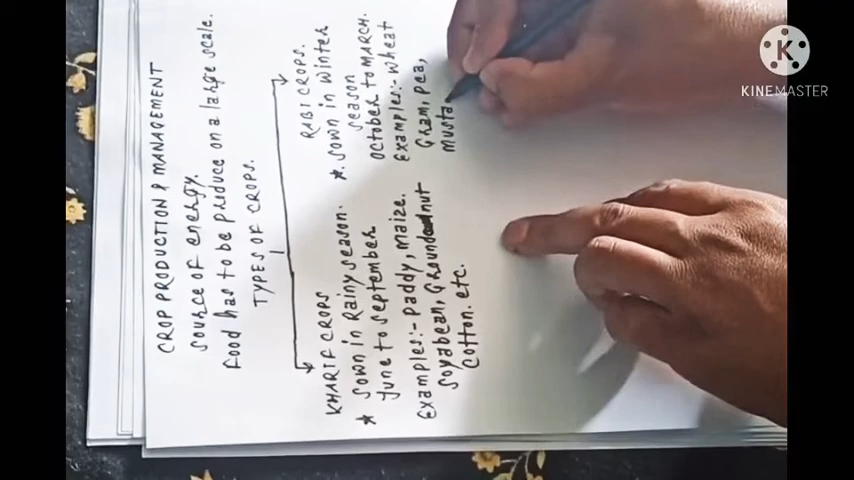 CROP PRODUCTION & MANAGEMENT
source of energy.
Food has to be produce on a large scale.
TYPES OF CROPS.
KHARIF CROPS
★ Sown in Rainy season.
June to september
Examples:- Paddy, maize.
Soyabean, Groundnut
Cotton. etc.
RABI CROPS.
★. Sown in winter
season
October to MARCH.
Examples:- wheat
Gram, pea,
musta
KINEMASTER